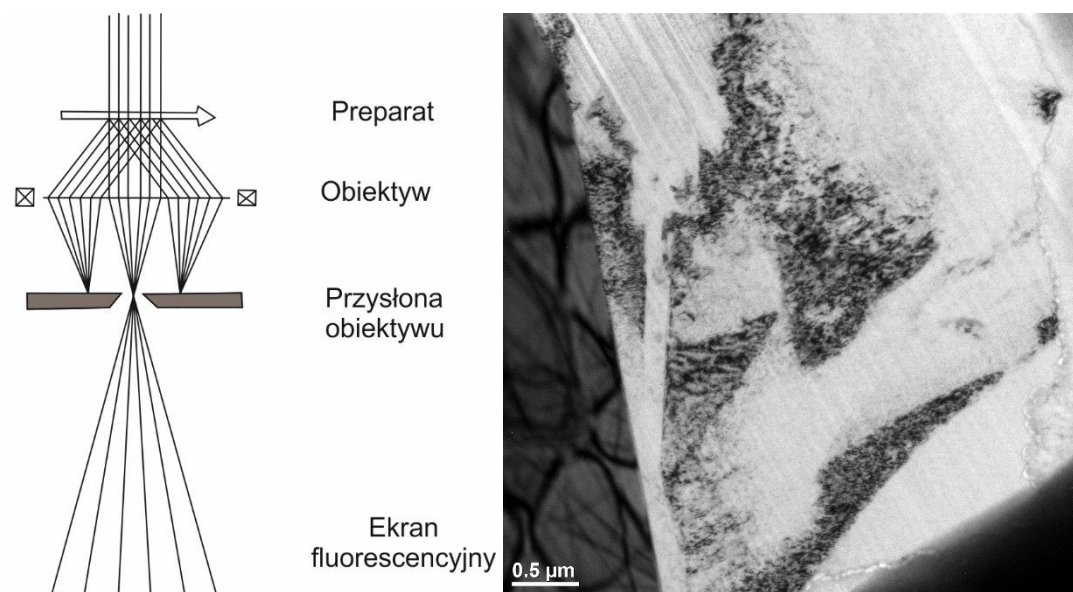 Preparat
Obiektyw
Przysłona
obiektywu
Ekran
fluorescencyjny
0.5 µm